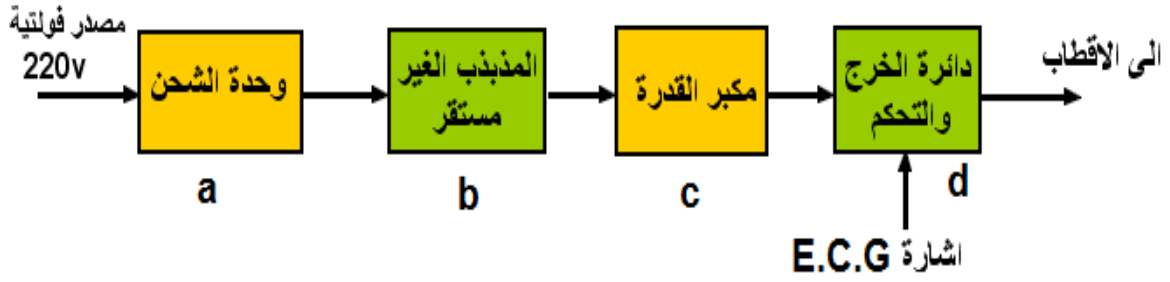 مصدر فولتية
220v
وحدة الشحن
المذبذب الغير
مستقر
مكبر القدرة
دائرة الخرج
والتحكم
الى الاقطاب
a
b
c
d
اشارة E.C.G